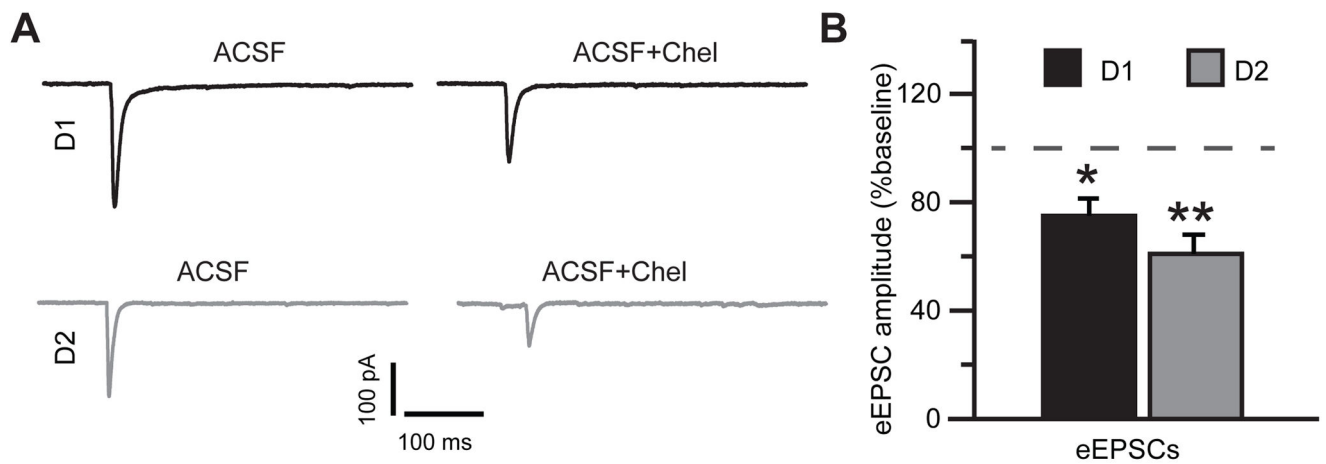 A
ACSF
ACSF+Chel
D1
ACSF
ACSF+Chel
D2
100 pA
100 ms
B
D1
D2
eEPSC amplitude (%baseline)
120
80
40
0
*
**
eEPSCs